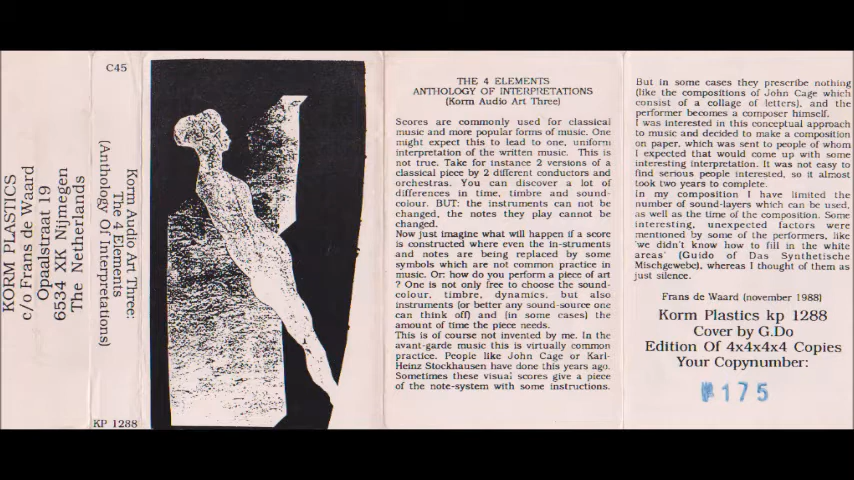 KORM PLASTICS
c/o Frans de Waard
Opaalstraat 19
6534 XK Nijmegen
The Netherlands
C45
Korm Audio Art Three:
The 4 Elements
(Anthology Of Interpretations)
KP 1288
THE 4 ELEMENTS
ANTHOLOGY OF INTERPRETATIONS
(Korm Audio Art Three)
Scores are commonly used for classical
music and more popular forms of music. One
might expect this to lead to one, uniform
interpretation of the written music. This is
not true. Take for instance 2 versions of a
classical piece by 2 different conductors and
orchestras. You can discover a lot of
differences in time, timbre and sound-
colour. BUT: the instruments can not be
changed, the notes they play cannot be
changed.
Now just imagine what will happen if a score
is constructed where even the in-struments
and notes are being replaced by some
symbols which are not common practice in
music. Or: how do you perform a piece of art
? One is not only free to choose the sound-
colour, timbre, dynamics, but also
instruments (or better any sound-source one
can think off) and (in some cases) the
amount of time the piece needs.
This is of course not invented by me. In the
avant-garde music this is virtually common
practice. People like John Cage or Karl-
Heinz Stockhausen have done this years ago.
Sometimes these visual scores give a piece
of the note-system with some instructions.
But in some cases they prescribe nothing
(like the compositions of John Cage which
consist of a collage of letters), and the
performer becomes a composer himself.
I was interested in this conceptual approach
to music and decided to make a composition
on paper, which was sent to people of whom
I expected that would come up with some
interesting interpretation. It was not easy to
find serious people interested, so it almost
took two years to complete.
In my composition I have limited the
number of sound-layers which can be used,
as well as the time of the composition. Some
interesting, unexpected factors were
mentioned by some of the performers, like
'we didn't know how to fill in the white
areas' (Guido of Das Synthetische
Mischgewebe), whereas I thought of them as
just silence.
Frans de Waard (november 1988)
Korm Plastics kp 1288
Cover by G.Do
Edition Of 4x4x4x4 Copies
Your Copynumber:
175